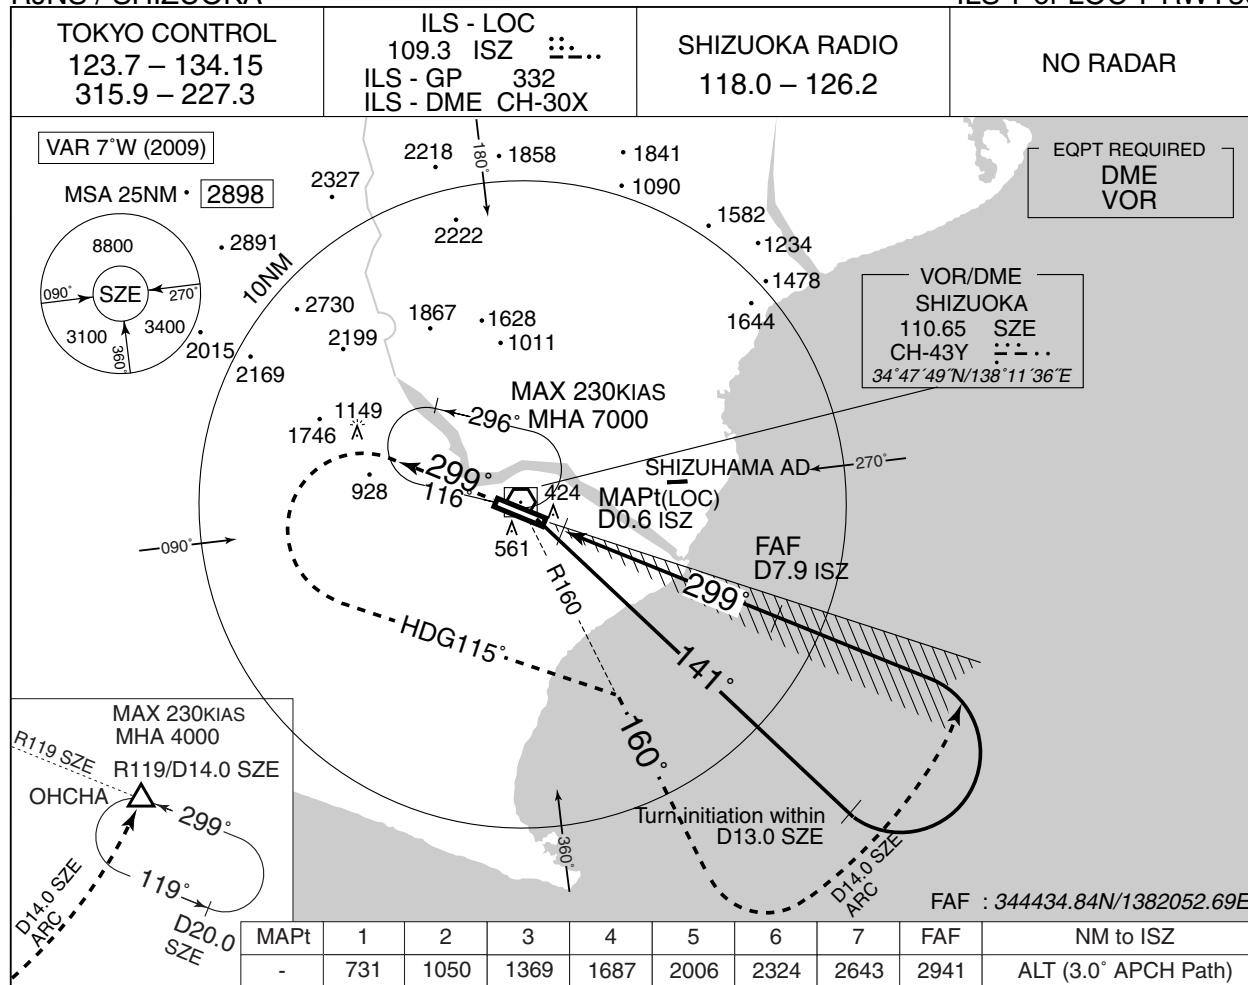 RJNS / SHIZUOKA
TOKYO CONTROL
123.7 – 134.15
315.9 – 227.3
ILS - LOC
109.3 ISZ
ILS - GP 332
ILS - DME CH-30X
SHIZUOKA RADIO
118.0 – 126.2
NO RADAR
VAR 7˚W (2009)
MSA 25NM
2898
8800
090˚
SZE
270˚
3100
3400
360˚
2327
2218
180˚
1858
1841
1090
2222
2891
10NM
1582
1234
1478
1644
2730
1867
1628
1011
2199
2015
2169
EQPT REQUIRED
DME
VOR
VOR/DME
SHIZUOKA
110.65 SZE
CH-43Y
34˚47´49˝N/138˚11´36˝E
1149
1746
928
MAX 230KIAS
MHA 7000
296˚
299˚
116˚
424
561
SHIZUHAMA AD
270˚
MAPt(LOC)
D0.6 ISZ
FAF
D7.9 ISZ
299˚
090˚
R160
HDG115˚
141˚
160˚
Turn initiation within
D13.0 SZE
D14.0 SZE
ARC
360˚
MAX 230KIAS
MHA 4000
R119 SZE
R119/D14.0 SZE
OHCHA
299˚
119˚
D20.0
SZE
D14.0 SZE
ARC
FAF : 344434.84N/1382052.69E
MAPt 1 2 3 4 5 6 7 FAF NM to ISZ
- 731 1050 1369 1687 2006 2324 2643 2941 ALT (3.0˚ APCH Path)